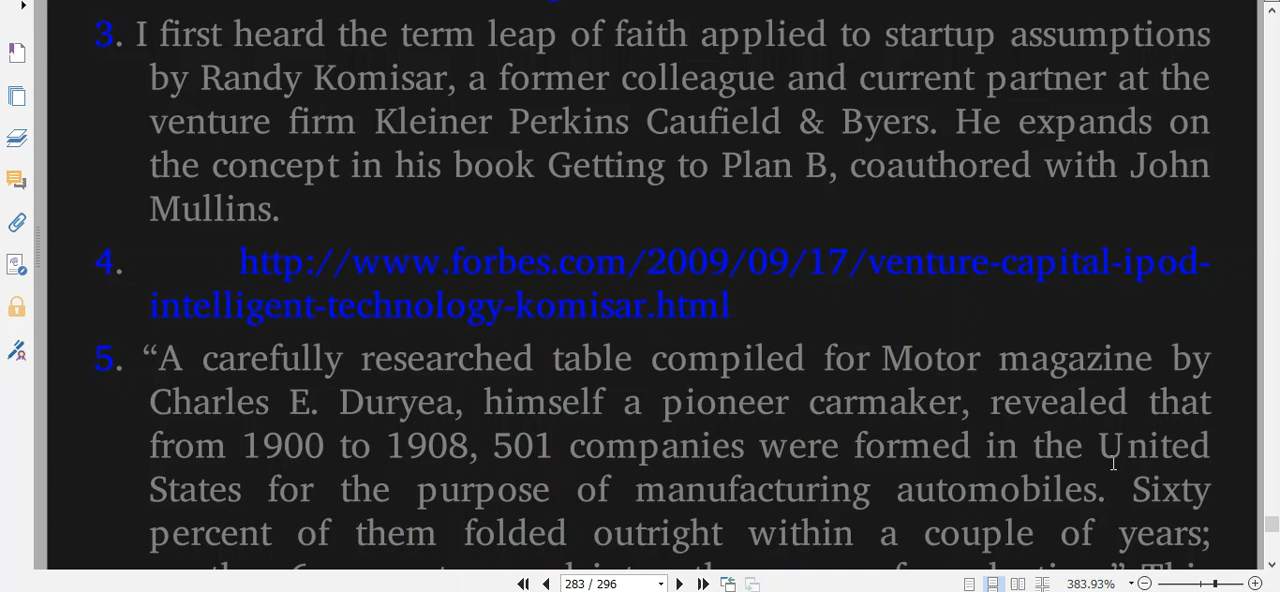 3. I first heard the term leap of faith applied to startup assumptions
by Randy Komisar, a former colleague and current partner at the
venture firm Kleiner Perkins Caufield & Byers. He expands on
the concept in his book Getting to Plan B, coauthored with John
Mullins.
4. http://www.forbes.com/2009/09/17/venture-capital-ipod-
intelligent-technology-komisar.html
5. “A carefully researched table compiled for Motor magazine by
Charles E. Duryea, himself a pioneer carmaker, revealed that
from 1900 to 1908, 501 companies were formed in the United
States for the purpose of manufacturing automobiles. Sixty
percent of them folded outright within a couple of years;
283 / 296
383.93%